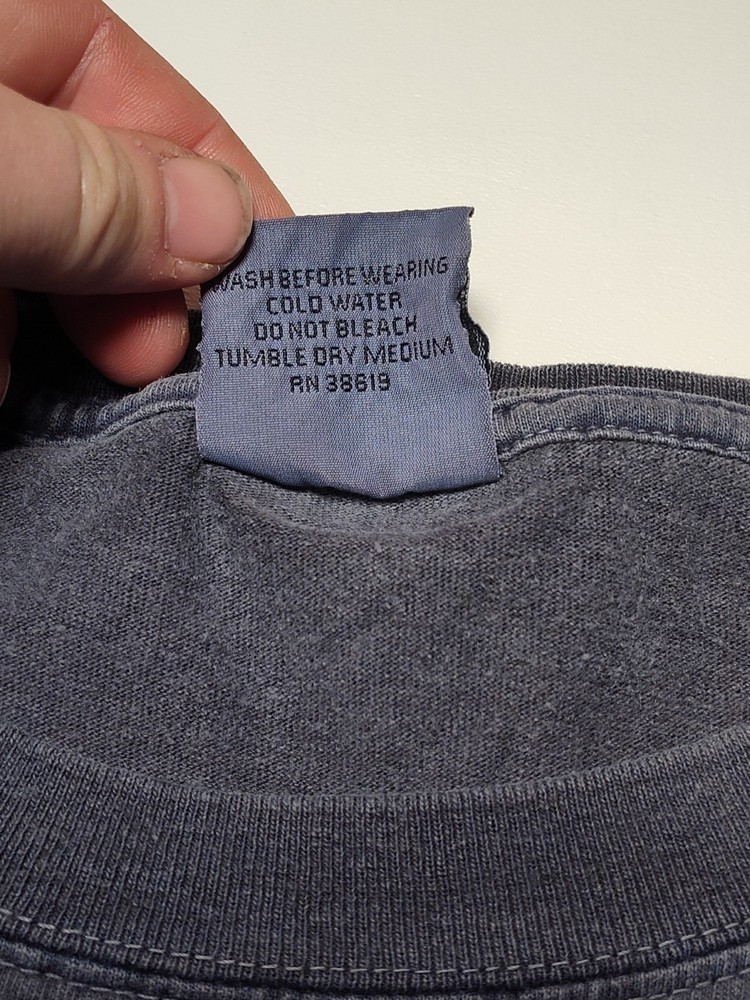 WASH BEFORE WEARING
COLD WATER
DO NOT BLEACH
TUMBLE DRY MEDIUM
RN 38619